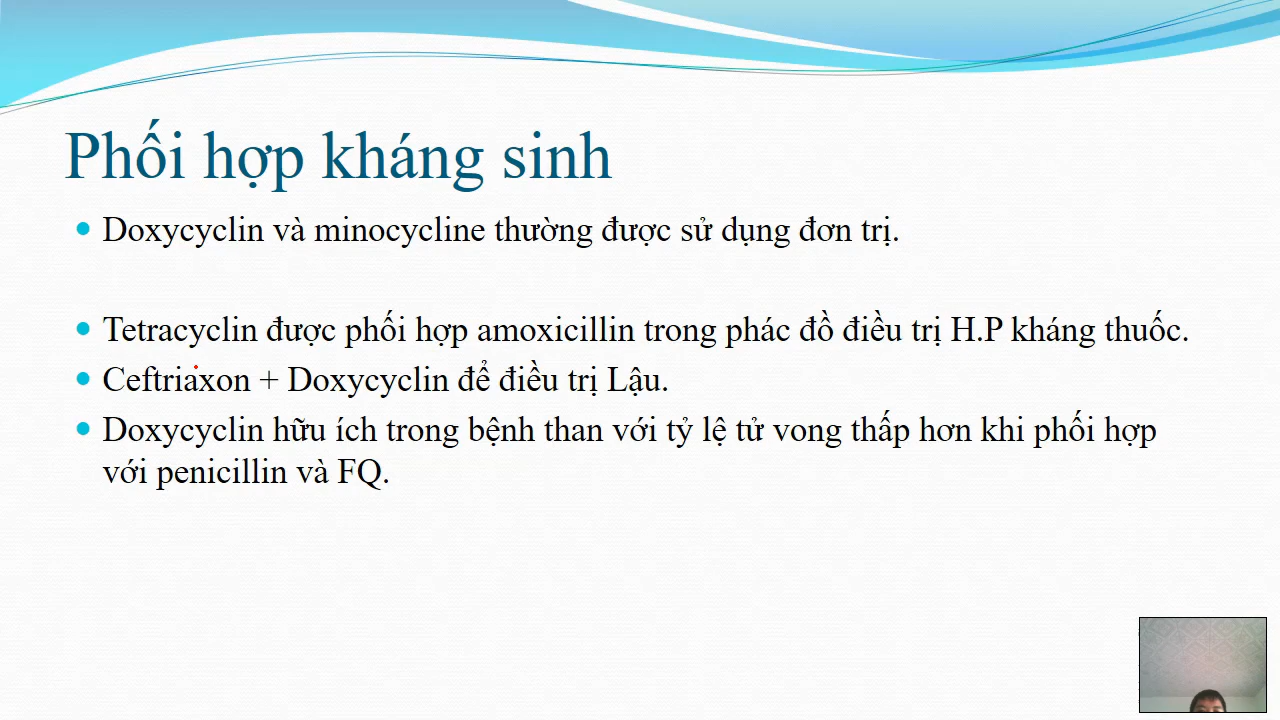 Phối hợp kháng sinh
Doxycyclin và minocycline thường được sử dụng đơn trị.
Tetracyclin được phối hợp amoxicillin trong phác đồ điều trị H.P kháng thuốc.
Ceftriaxon + Doxycyclin để điều trị Lậu.
Doxycyclin hữu ích trong bệnh than với tỷ lệ tử vong thấp hơn khi phối hợp
với penicillin và FQ.